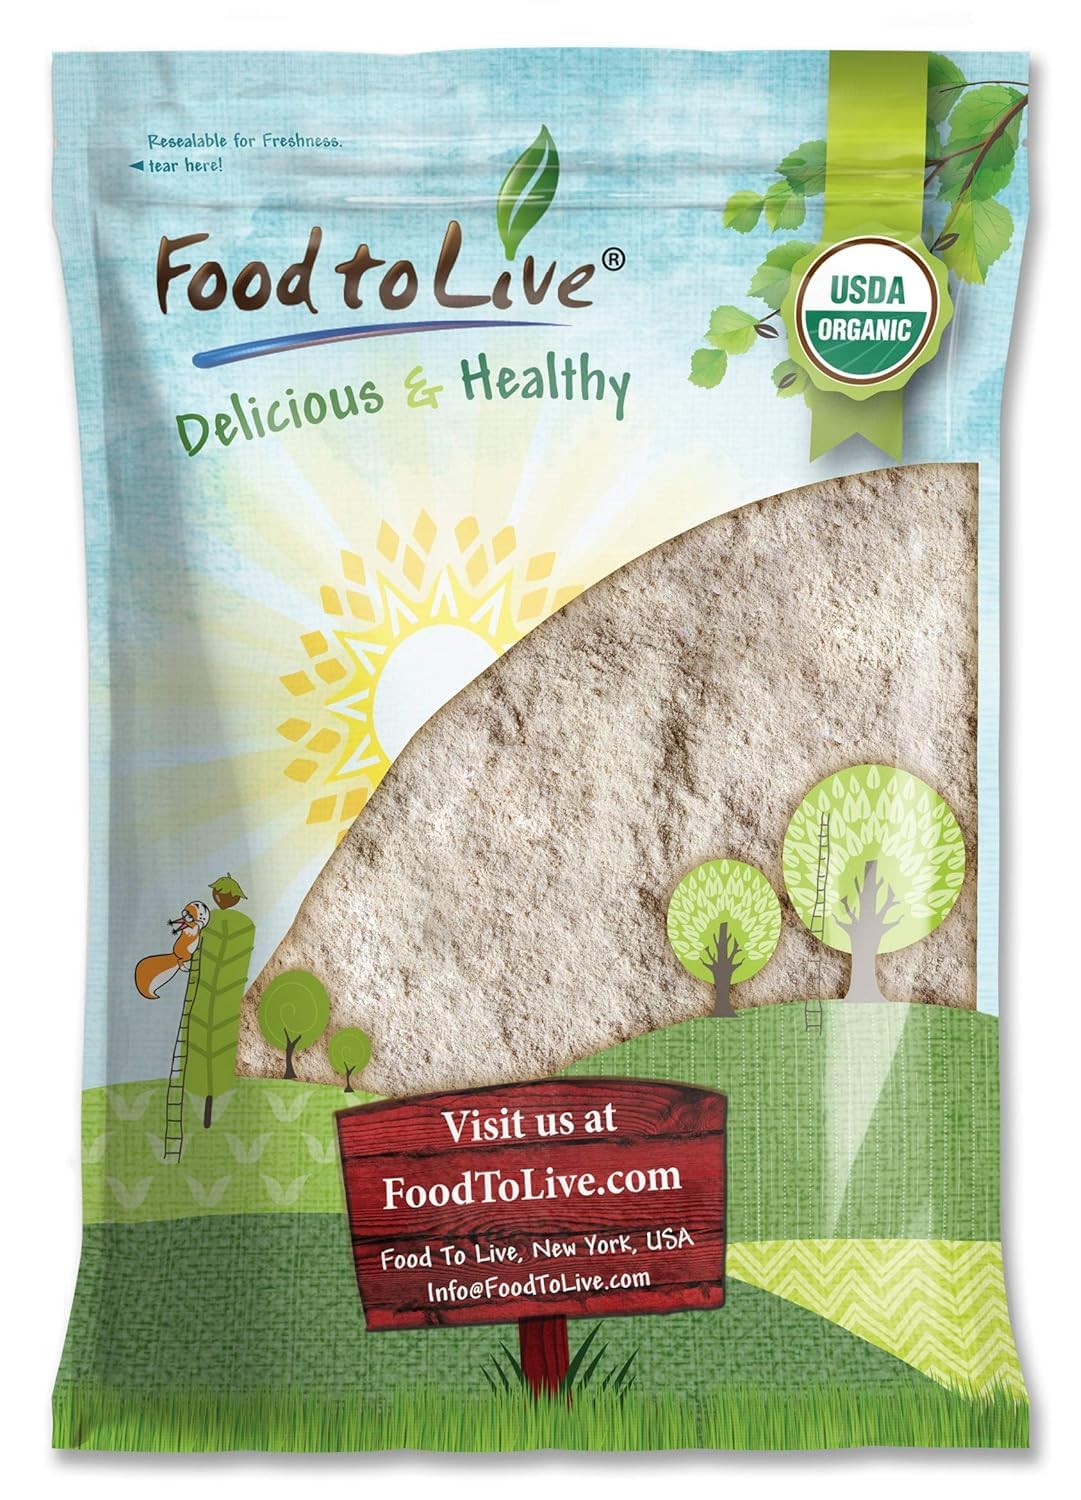 Resealable for Freshness.
◄ tear here!
Food to Live®
Delicious & Healthy
USDA
ORGANIC
Visit us at
FoodToLive.com
Food To Live, New York, USA
Info@FoodToLive.com